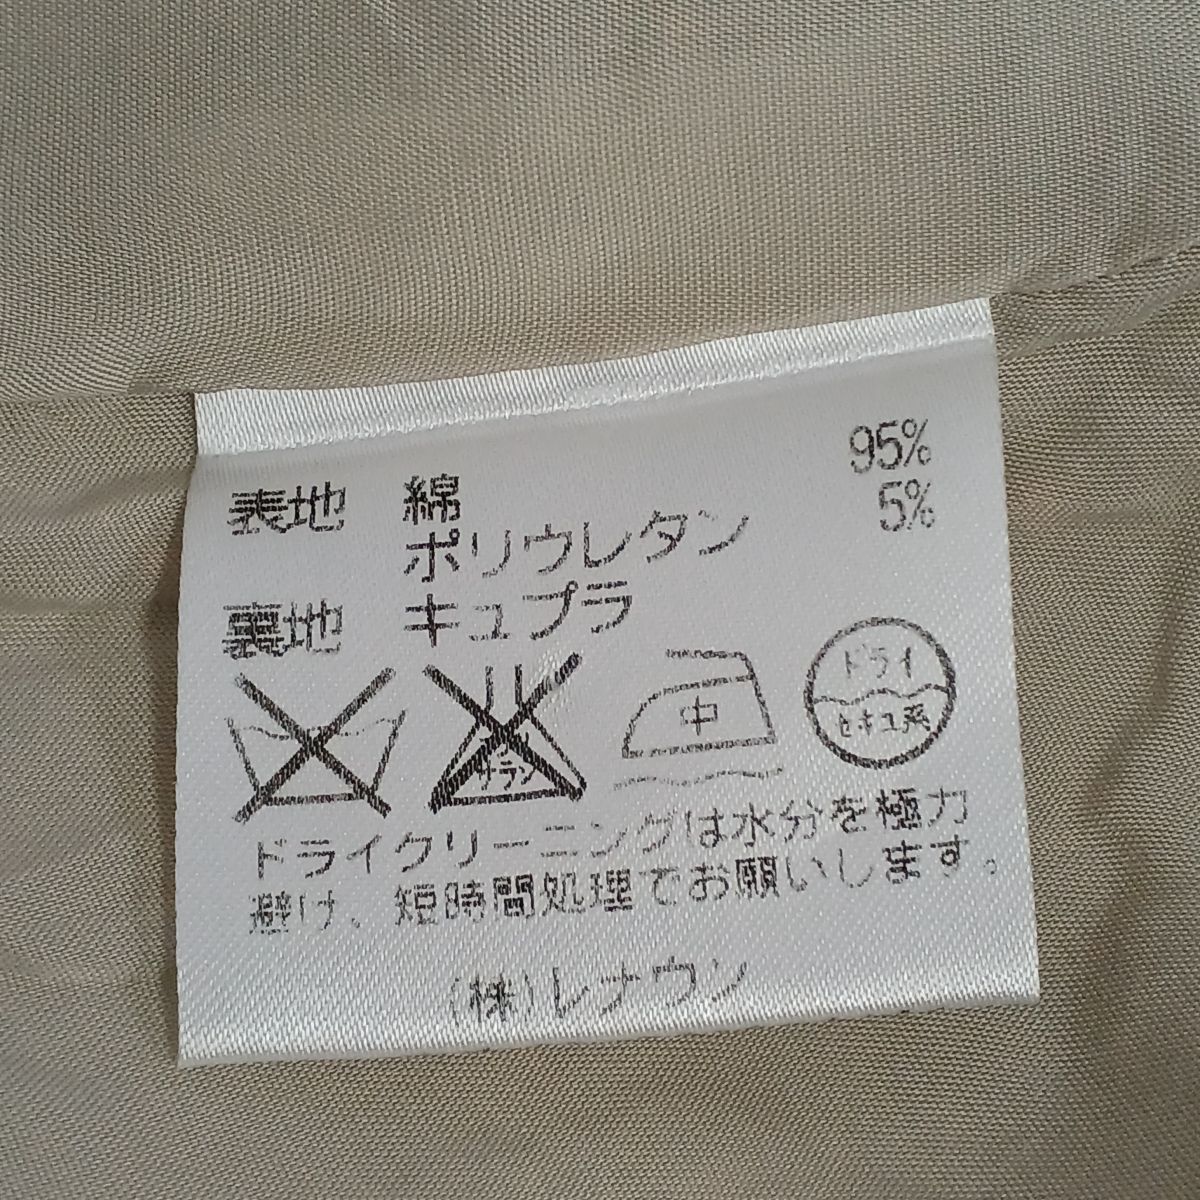 表地 綿 95%
ポリウレタン 5%
裏地 キュプラ
エンソ サラシ 中 ドライ セキユ系
ドライクリーニングは水分を極力
避け、短時間処理でお願いします。
(株)レナウン